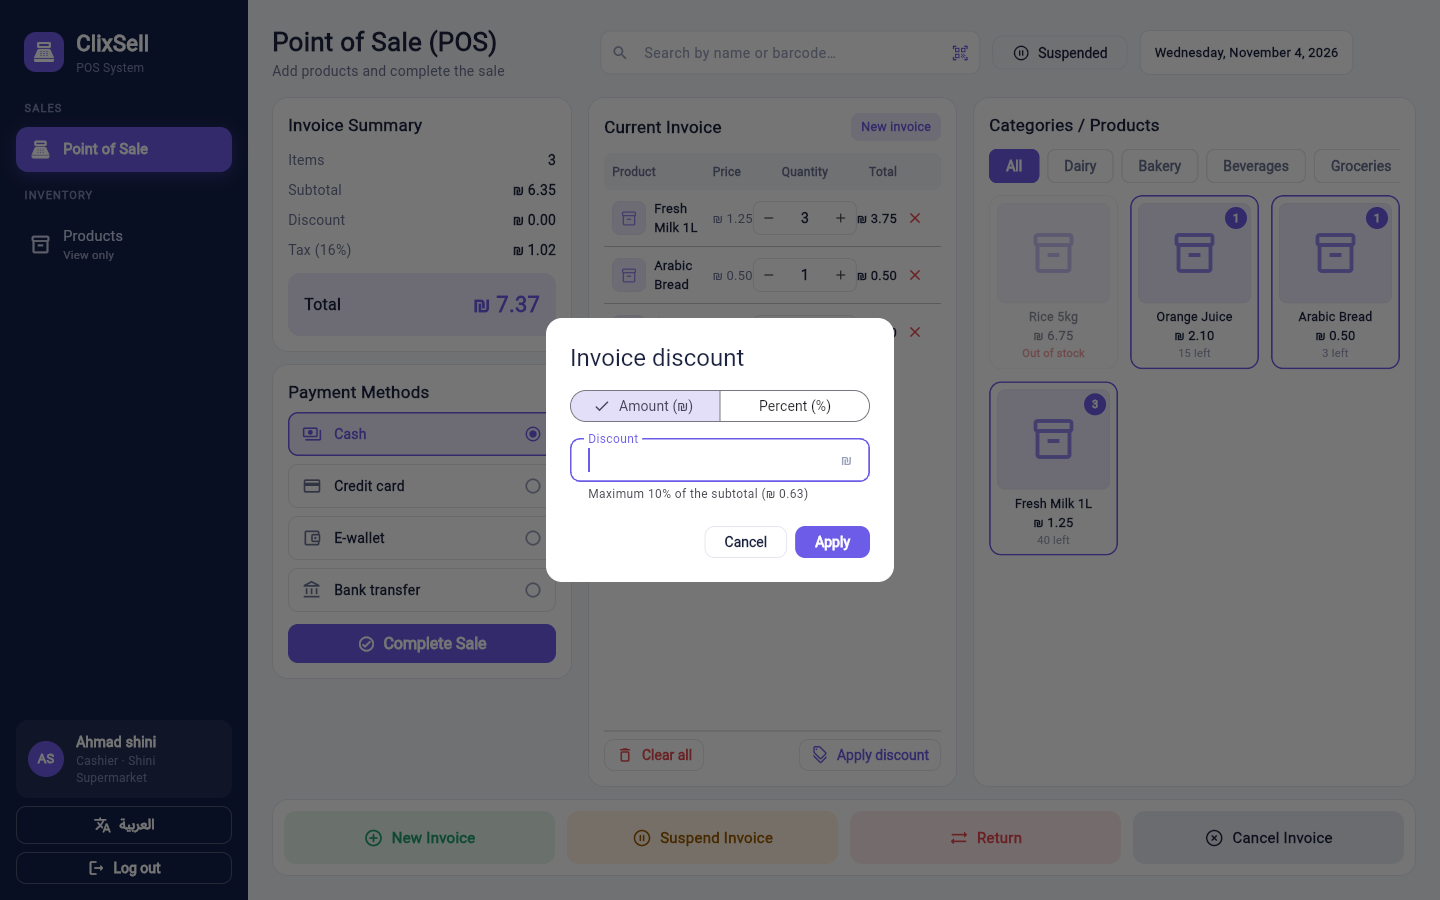 ClixSell
POS System
SALES
Point of Sale
INVENTORY
Products
View only
Ahmad shini
Cashier · Shini
Supermarket
AS
العربية
Log out
Point of Sale (POS)
Add products and complete the sale
Search by name or barcode...
Suspended
Wednesday, November 4, 2026
Invoice Summary
Items 3
Subtotal ₪ 6.35
Discount ₪ 0.00
Tax (16%) ₪ 1.02
Total ₪ 7.37
Payment Methods
Cash
Credit card
E-wallet
Bank transfer
Complete Sale
Current Invoice
New invoice
Product Price Quantity Total
Fresh
Milk 1L
₪ 1.25 3 ₪ 3.75
Arabic
Bread
₪ 0.50 1 ₪ 0.50
Clear all
Apply discount
Invoice discount
Amount (₪)
Percent (%)
Discount
₪
Maximum 10% of the subtotal (₪ 0.63)
Cancel
Apply
Categories / Products
All
Dairy
Bakery
Beverages
Groceries
Rice 5kg
₪ 6.75
Out of stock
1
Orange Juice
₪ 2.10
15 left
1
Arabic Bread
₪ 0.50
3 left
3
Fresh Milk 1L
₪ 1.25
40 left
New Invoice
Suspend Invoice
Return
Cancel Invoice